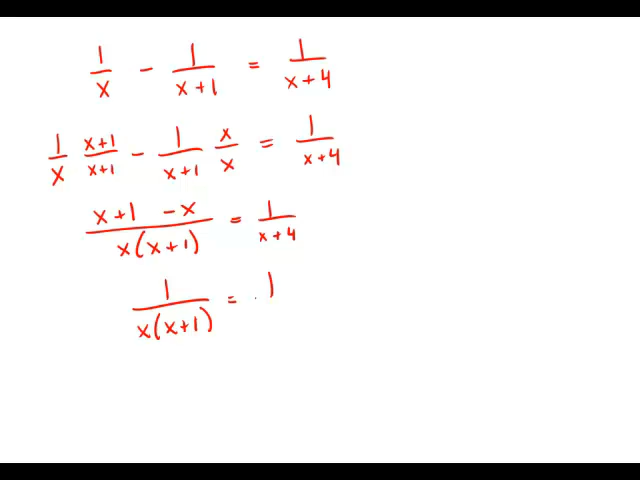 1/x - 1/(x+1) = 1/(x+4)
1/x (x+1)/(x+1) - 1/(x+1) x/x = 1/(x+4)
(x+1 -x)/(x(x+1)) = 1/(x+4)
1/(x(x+1)) = 1